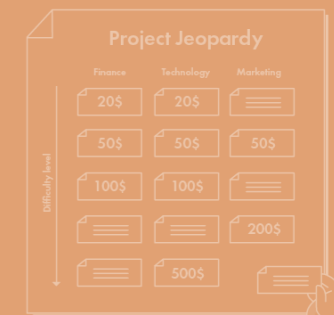 Project Jeopardy
Finance Technology Marketing
20$ 20$
50$ 50$ 50$
100$ 100$
200$
500$
Difficulty level